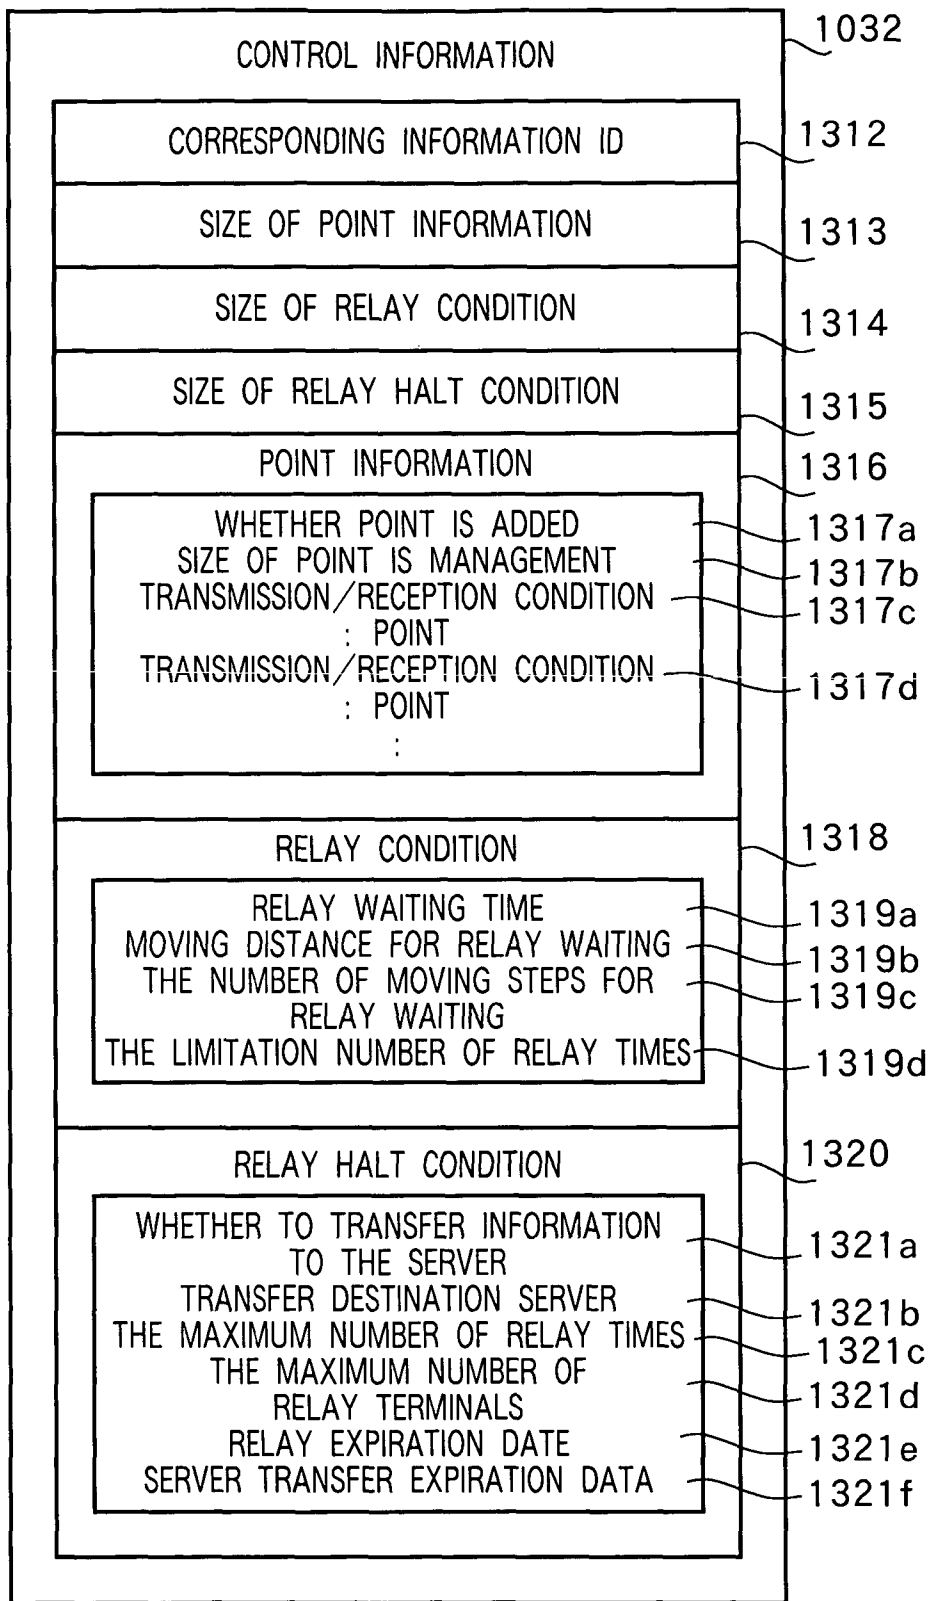 CONTROL INFORMATION
1032
CORRESPONDING INFORMATION ID
1312
SIZE OF POINT INFORMATION
1313
SIZE OF RELAY CONDITION
1314
SIZE OF RELAY HALT CONDITION
1315
POINT INFORMATION
1316
WHETHER POINT IS ADDED
1317a
SIZE OF POINT IS MANAGEMENT
1317b
TRANSMISSION/RECEPTION CONDITION
1317c
: POINT
TRANSMISSION/RECEPTION CONDITION
1317d
: POINT
:
RELAY CONDITION
1318
RELAY WAITING TIME
1319a
MOVING DISTANCE FOR RELAY WAITING
1319b
THE NUMBER OF MOVING STEPS FOR
1319c
RELAY WAITING
THE LIMITATION NUMBER OF RELAY TIMES
1319d
RELAY HALT CONDITION
1320
WHETHER TO TRANSFER INFORMATION
1321a
TO THE SERVER
TRANSFER DESTINATION SERVER
1321b
THE MAXIMUM NUMBER OF RELAY TIMES
1321c
THE MAXIMUM NUMBER OF
1321d
RELAY TERMINALS
RELAY EXPIRATION DATE
1321e
SERVER TRANSFER EXPIRATION DATA
1321f